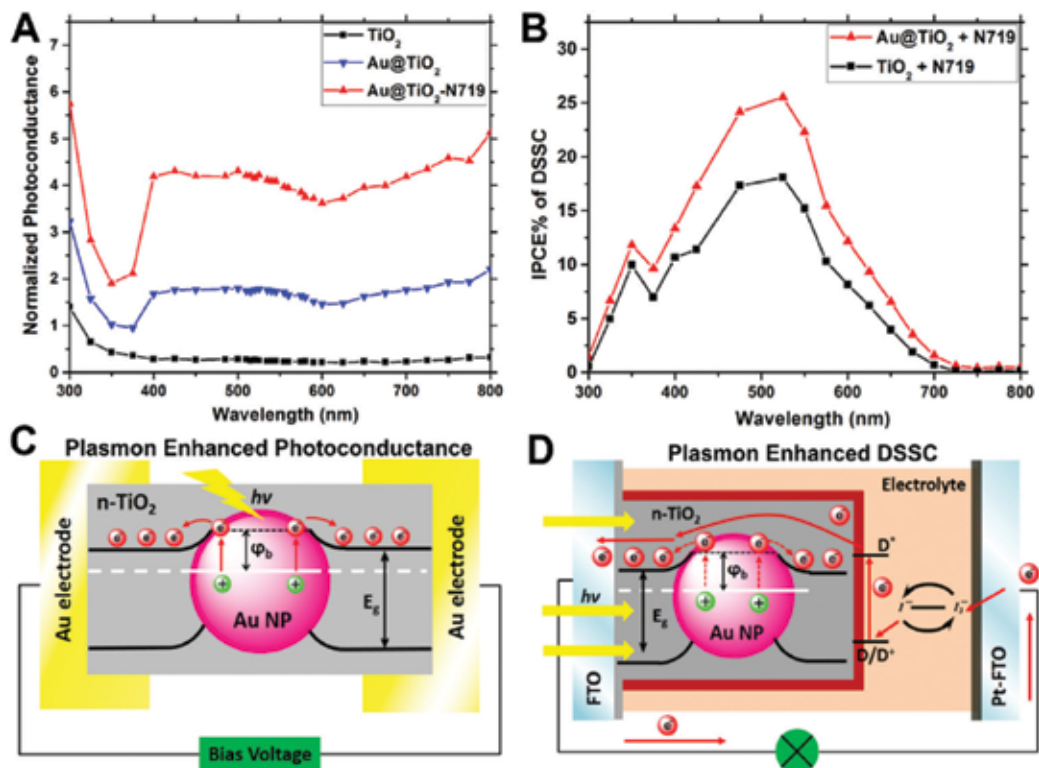 A
Normalized Photoconductance
7
6
5
4
3
2
1
0
TiO₂
Au@TiO₂
Au@TiO₂-N719
300 400 500 600 700 800
Wavelength (nm)
B
IPCE% of DSSC
30
25
20
15
10
5
0
Au@TiO₂ + N719
TiO₂ + N719
300 400 500 600 700 800
Wavelength (nm)
C
Plasmon Enhanced Photoconductance
Au electrode
n-TiO₂
hν
e e e e e e e e
φb
+ +
Eg
Au NP
Au electrode
Bias Voltage
D
Plasmon Enhanced DSSC
Electrolyte
n-TiO₂
hν
φb
+ +
Eg
Au NP
D*
D/D⁺
I⁻
I₃⁻
FTO
Pt-FTO